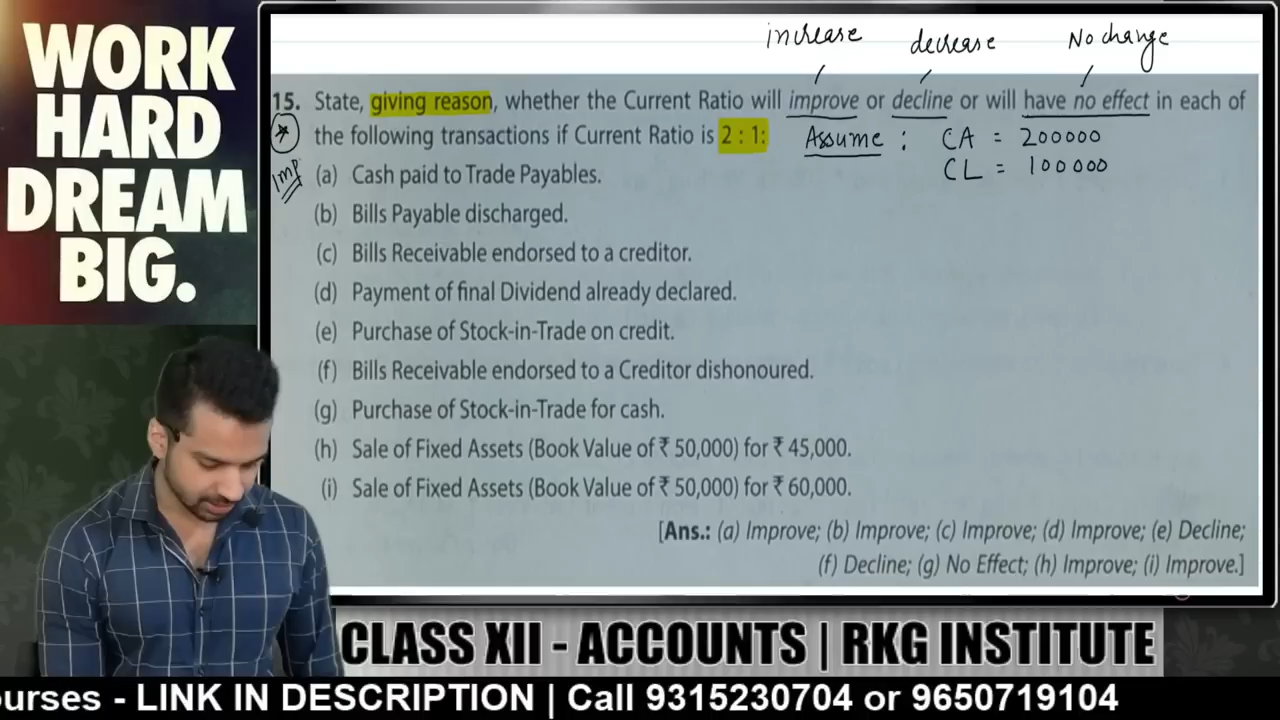 WORK
HARD
DREAM
BIG.
increase decrease No change
15. State, giving reason, whether the Current Ratio will improve or decline or will have no effect in each of
the following transactions if Current Ratio is 2 : 1: Assume : CA = 200000
CL = 100000
Imp
(a) Cash paid to Trade Payables.
(b) Bills Payable discharged.
(c) Bills Receivable endorsed to a creditor.
(d) Payment of final Dividend already declared.
(e) Purchase of Stock-in-Trade on credit.
(f) Bills Receivable endorsed to a Creditor dishonoured.
(g) Purchase of Stock-in-Trade for cash.
(h) Sale of Fixed Assets (Book Value of ₹ 50,000) for ₹ 45,000.
(i) Sale of Fixed Assets (Book Value of ₹ 50,000) for ₹ 60,000.
[Ans.: (a) Improve; (b) Improve; (c) Improve; (d) Improve; (e) Decline;
(f) Decline; (g) No Effect; (h) Improve; (i) Improve.]
CLASS XII - ACCOUNTS | RKG INSTITUTE
ourses - LINK IN DESCRIPTION | Call 9315230704 or 9650719104